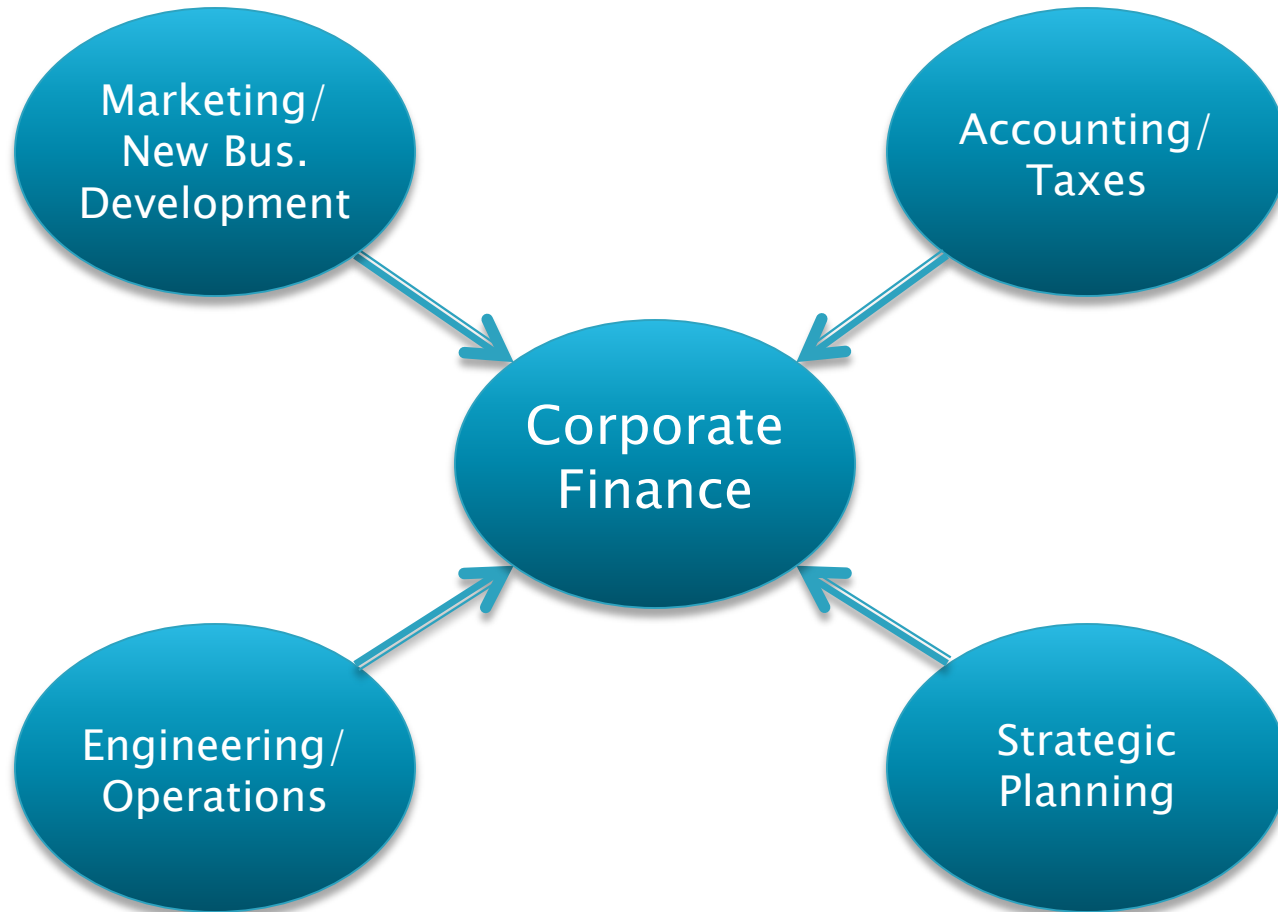 Marketing/
New Bus.
Development
Accounting/
Taxes
Corporate
Finance
Engineering/
Operations
Strategic
Planning